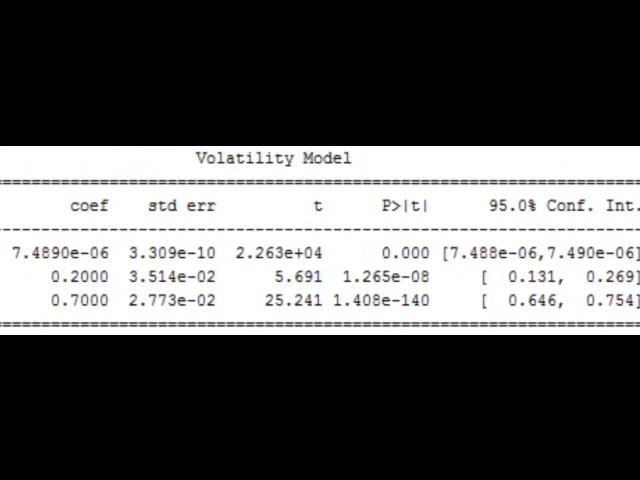 Volatility Model
==========================================================================
coef std err t P>|t| 95.0% Conf. Int.
--------------------------------------------------------------------------
7.4890e-06 3.309e-10 2.263e+04 0.000 [7.488e-06,7.490e-06]
0.2000 3.514e-02 5.691 1.265e-08 [ 0.131, 0.269]
0.7000 2.773e-02 25.241 1.408e-140 [ 0.646, 0.754]
==========================================================================